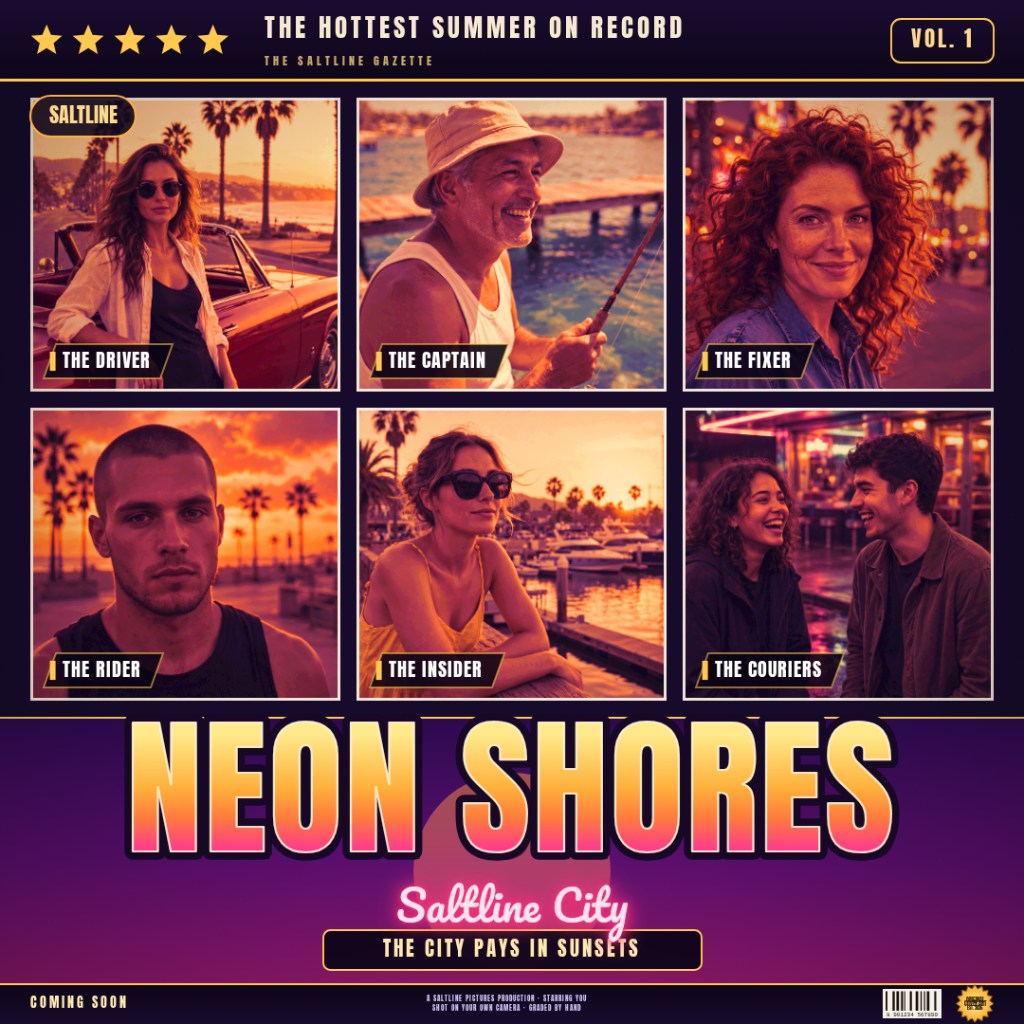 THE HOTTEST SUMMER ON RECORD
THE SALTLINE GAZETTE
VOL. 1
SALTLINE
THE DRIVER
THE CAPTAIN
THE FIXER
THE RIDER
THE INSIDER
THE COURIERS
NEON SHORES
Saltline City
THE CITY PAYS IN SUNSETS
COMING SOON
A SALTLINE PICTURES PRODUCTION · STARRING YOU
SHOT ON YOUR OWN CAMERA · GRADED BY HAND